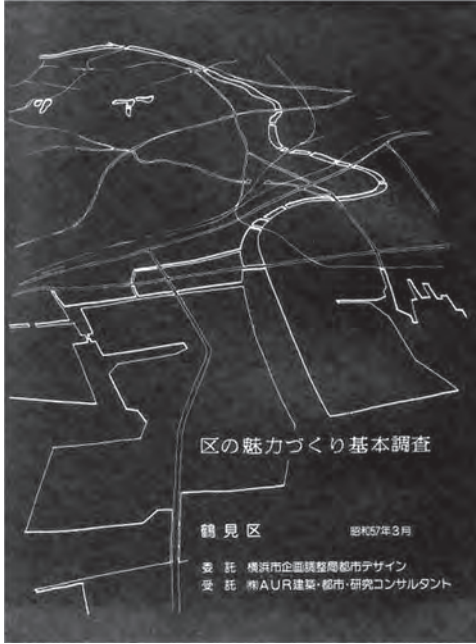 区の魅力づくり基本調査
鶴見区 昭和57年3月
委託 横浜市企画調整局都市デザイン
受託 ㈱AUR建築・都市・研究コンサルタント